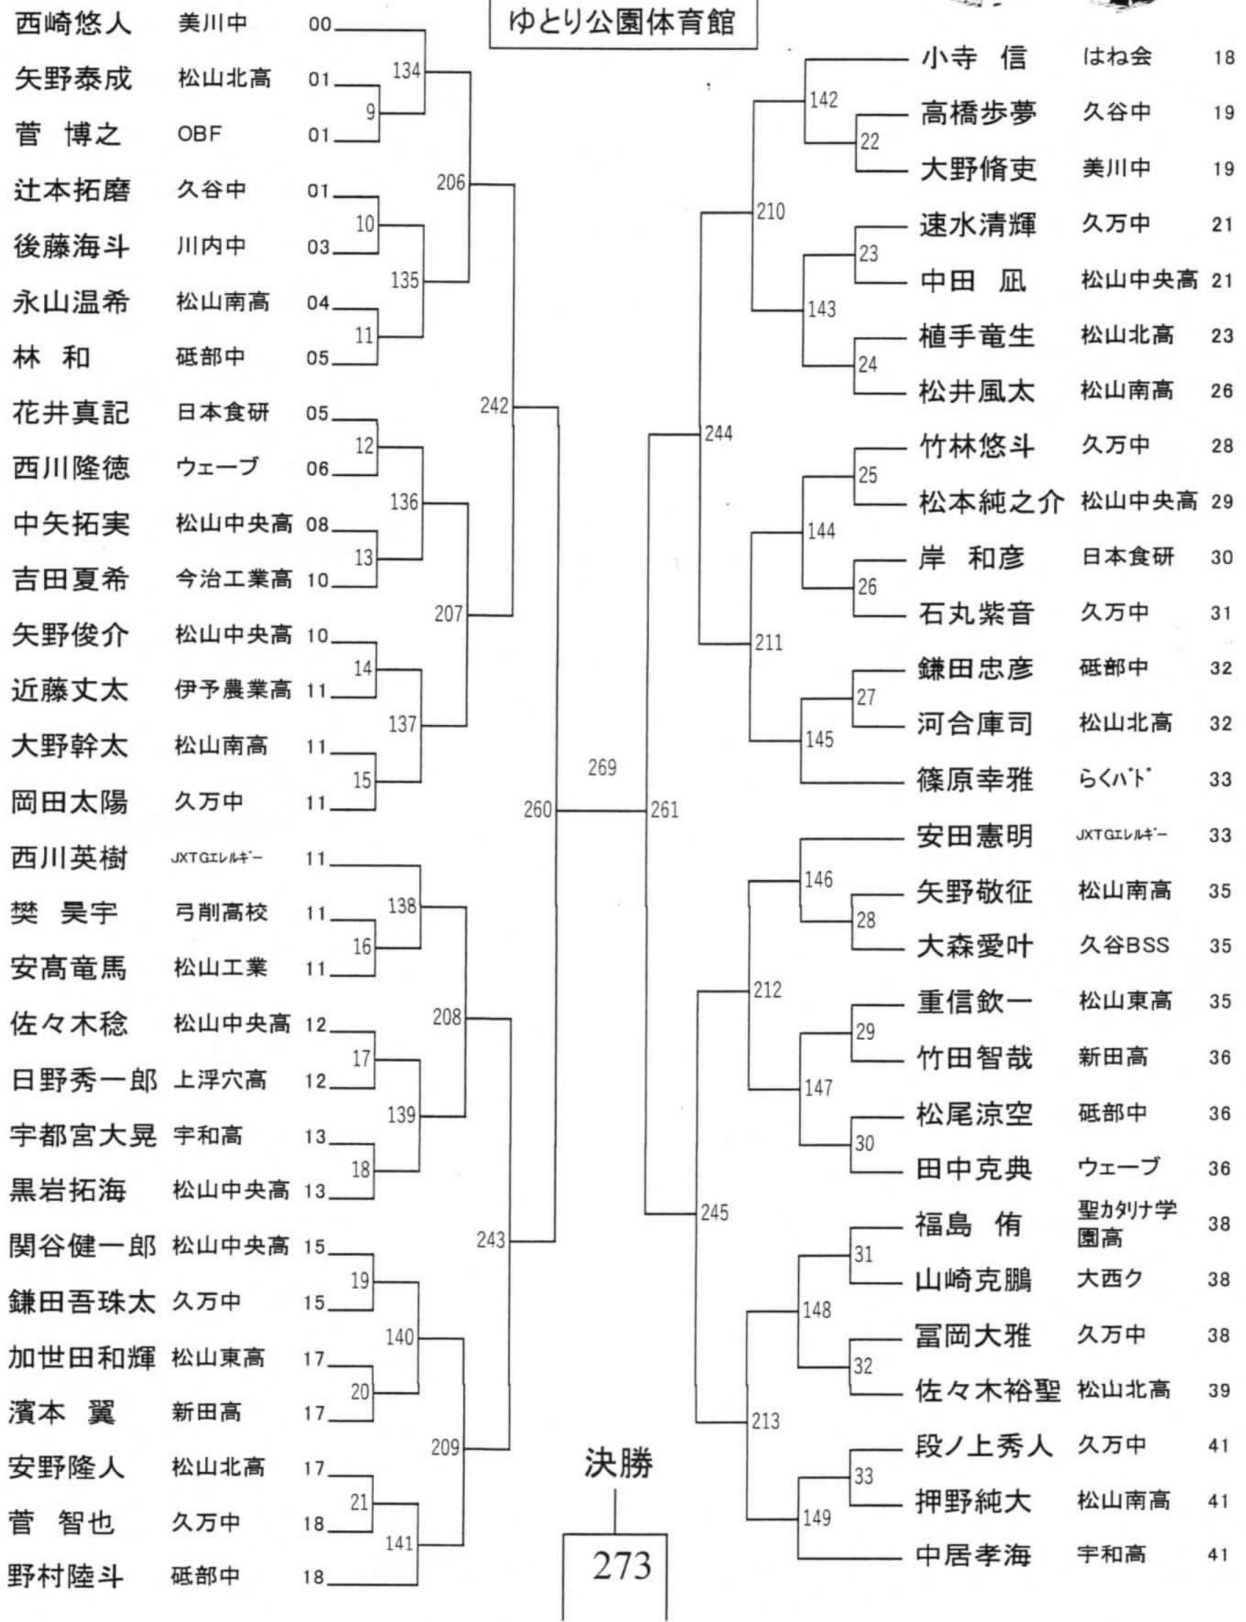 ゆとり公園体育館
西崎悠人 美川中 00
矢野泰成 松山北高 01
菅 博之 OBF 01
辻本拓磨 久谷中 01
後藤海斗 川内中 03
永山温希 松山南高 04
林 和 砥部中 05
花井真記 日本食研 05
西川隆徳 ウェーブ 06
中矢拓実 松山中央高 08
吉田夏希 今治工業高 10
矢野俊介 松山中央高 10
近藤丈太 伊予農業高 11
大野幹太 松山南高 11
岡田太陽 久万中 11
西川英樹 JXTGエレルギー 11
樊 昊宇 弓削高校 11
安髙竜馬 松山工業 11
佐々木稔 松山中央高 12
日野秀一郎 上浮穴高 12
宇都宮大晃 宇和高 13
黒岩拓海 松山中央高 13
関谷健一郎 松山中央高 15
鎌田吾珠太 久万中 15
加世田和輝 松山東高 17
濱本 翼 新田高 17
安野隆人 松山北高 17
菅 智也 久万中 18
野村陸斗 砥部中 18
9
10
11
12
13
14
15
16
17
18
19
20
21
134
135
136
137
138
139
140
141
206
207
208
209
242
243
260
269
261
244
245
210
211
212
213
142
143
144
145
146
147
148
149
22
23
24
25
26
27
28
29
30
31
32
33
小寺 信 はね会 18
高橋歩夢 久谷中 19
大野脩吏 美川中 19
速水清輝 久万中 21
中田 凪 松山中央高 21
植手竜生 松山北高 23
松井風太 松山南高 26
竹林悠斗 久万中 28
松本純之介 松山中央高 29
岸 和彦 日本食研 30
石丸紫音 久万中 31
鎌田忠彦 砥部中 32
河合庫司 松山北高 32
篠原幸雅 らくバド 33
安田憲明 JXTGエレルギー 33
矢野敬征 松山南高 35
大森愛叶 久谷BSS 35
重信欽一 松山東高 35
竹田智哉 新田高 36
松尾涼空 砥部中 36
田中克典 ウェーブ 36
福島 侑 聖カタリナ学
園高 38
山崎克鵬 大西ク 38
冨岡大雅 久万中 38
佐々木裕聖 松山北高 39
段ノ上秀人 久万中 41
押野純大 松山南高 41
中居孝海 宇和高 41
決勝
273